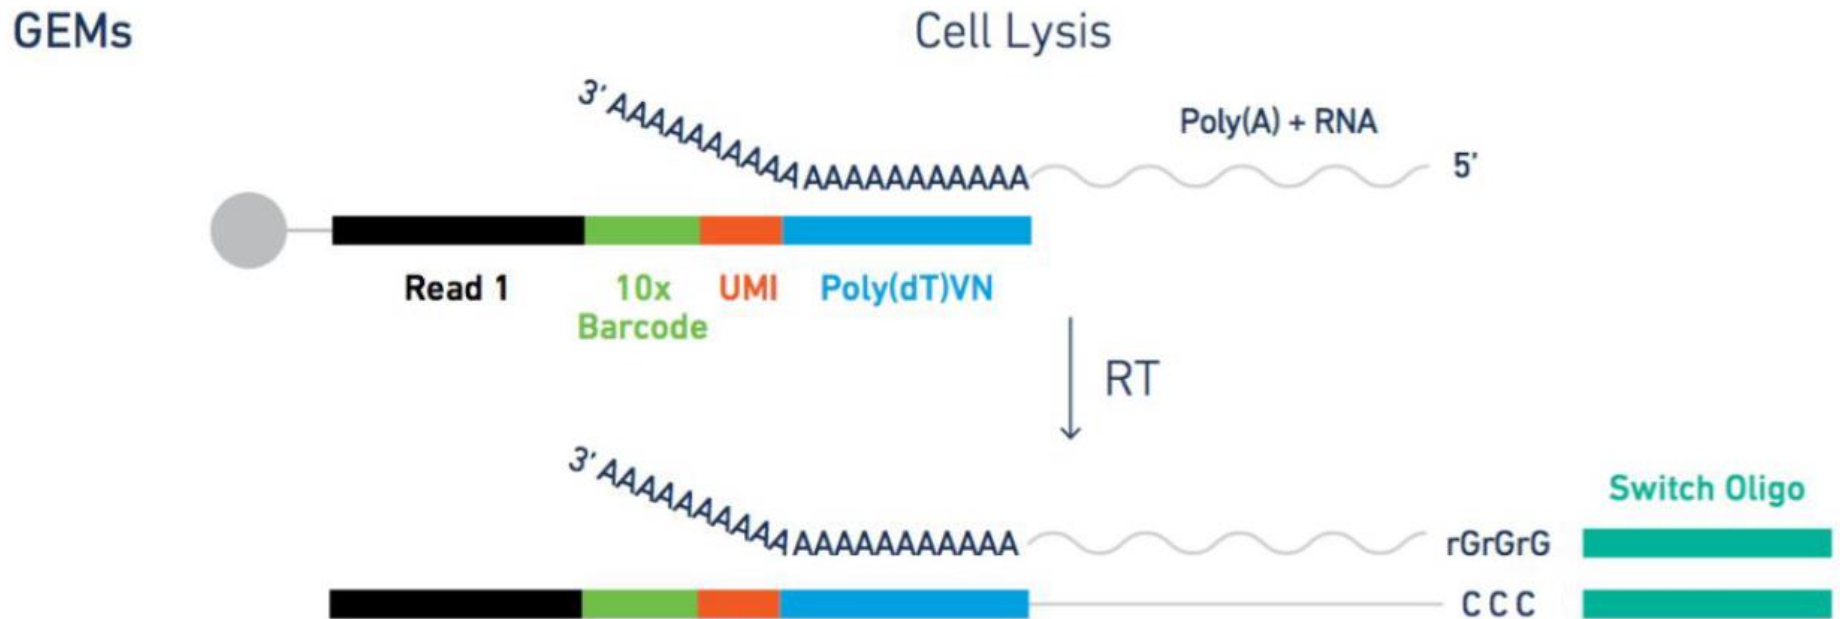 GEMs
Cell Lysis
3' AAAAAAAAAAAAAAAAAAAAA
Poly(A) + RNA
5'
Read 1
10x
Barcode
UMI
Poly(dT)VN
RT
3' AAAAAAAAAAAAAAAAAAAAA
Switch Oligo
rGrGrG
C C C